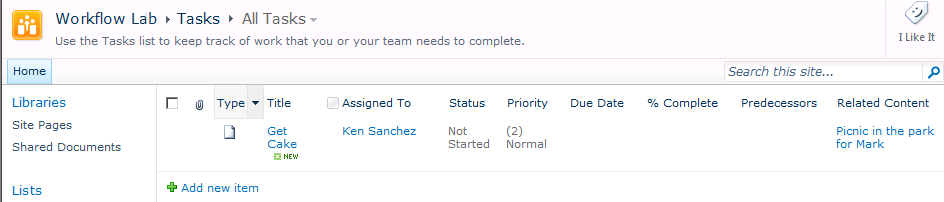 Workflow Lab ▸ Tasks ▸ All Tasks ▾
Use the Tasks list to keep track of work that you or your team needs to complete.
I Like It
Home
Search this site...
Libraries
Site Pages
Shared Documents
Lists
Type Title Assigned To Status Priority Due Date % Complete Predecessors Related Content
Get Ken Sanchez Not (2) Picnic in the park
Cake Started Normal for Mark
NEW
Add new item